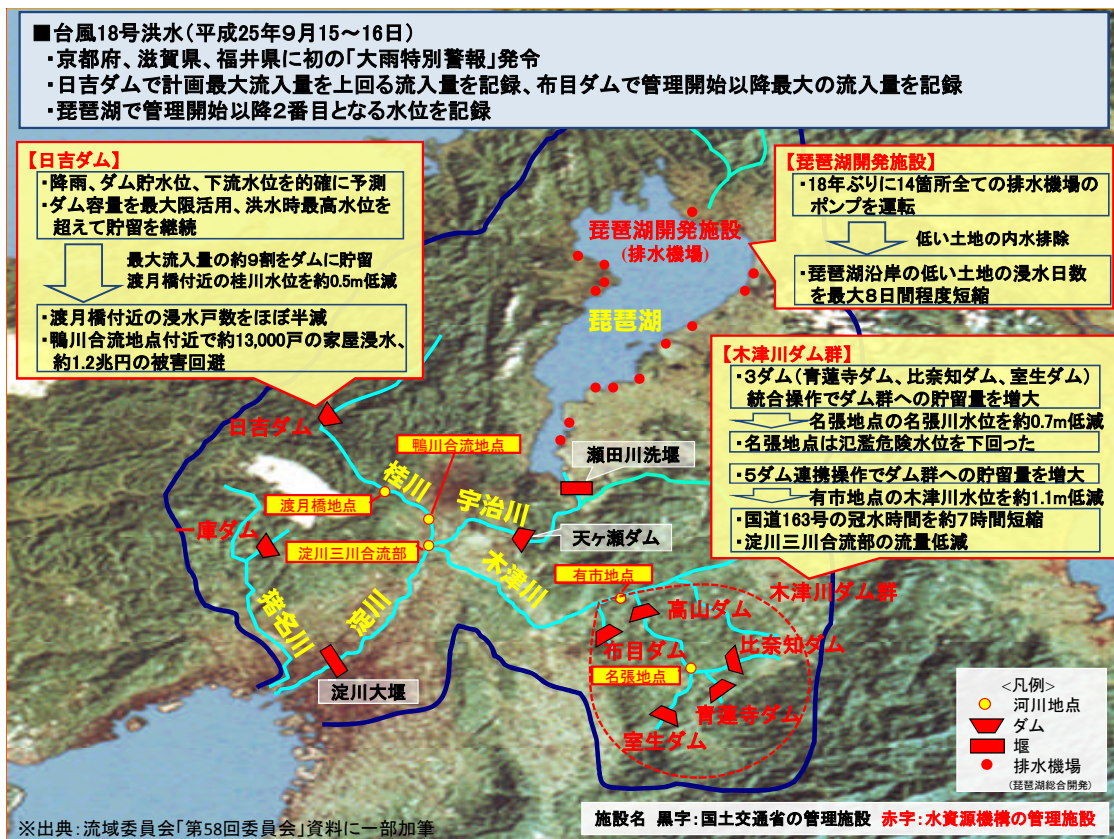 ■台風18号洪水(平成25年9月15～16日)
・京都府、滋賀県、福井県に初の「大雨特別警報」発令
・日吉ダムで計画最大流入量を上回る流入量を記録、布目ダムで管理開始以降最大の流入量を記録
・琵琶湖で管理開始以降2番目となる水位を記録
【日吉ダム】
・降雨、ダム貯水位、下流水位を的確に予測
・ダム容量を最大限活用、洪水時最高水位を
超えて貯留を継続
最大流入量の約9割をダムに貯留
渡月橋付近の桂川水位を約0.5m低減
・渡月橋付近の浸水戸数をほぼ半減
・鴨川合流地点付近で約13,000戸の家屋浸水、
約1.2兆円の被害回避
【琵琶湖開発施設】
・18年ぶりに14箇所全ての排水機場の
ポンプを運転
低い土地の内水排除
・琵琶湖沿岸の低い土地の浸水日数
を最大8日間程度短縮
琵琶湖開発施設
(排水機場)
琵琶湖
【木津川ダム群】
・3ダム(青蓮寺ダム、比奈知ダム、室生ダム)
統合操作でダム群への貯留量を増大
名張地点の名張川水位を約0.7m低減
・名張地点は氾濫危険水位を下回った
・5ダム連携操作でダム群への貯留量を増大
有市地点の木津川水位を約1.1m低減
・国道163号の冠水時間を約7時間短縮
・淀川三川合流部の流量低減
日吉ダム
鴨川合流地点
瀬田川洗堰
桂川
宇治川
渡月橋地点
一庫ダム
天ヶ瀬ダム
淀川三川合流部
木津川
有市地点
木津川ダム群
猪名川
淀川
高山ダム
布目ダム
比奈知ダム
名張地点
淀川大堰
青蓮寺ダム
室生ダム
<凡例>
河川地点
ダム
堰
排水機場
(琵琶湖総合開発)
※出典:流域委員会「第58回委員会」資料に一部加筆
施設名 黒字:国土交通省の管理施設 赤字:水資源機構の管理施設